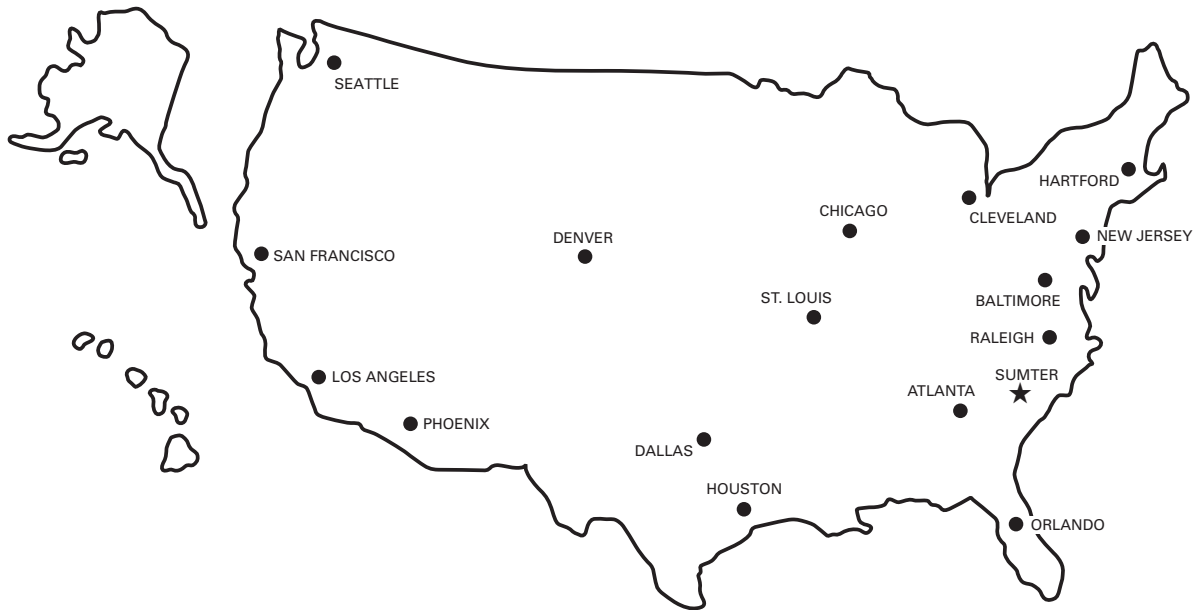 SEATTLE
HARTFORD
CHICAGO
CLEVELAND
NEW JERSEY
DENVER
SAN FRANCISCO
ST. LOUIS
BALTIMORE
RALEIGH
SUMTER
LOS ANGELES
ATLANTA
PHOENIX
DALLAS
HOUSTON
ORLANDO